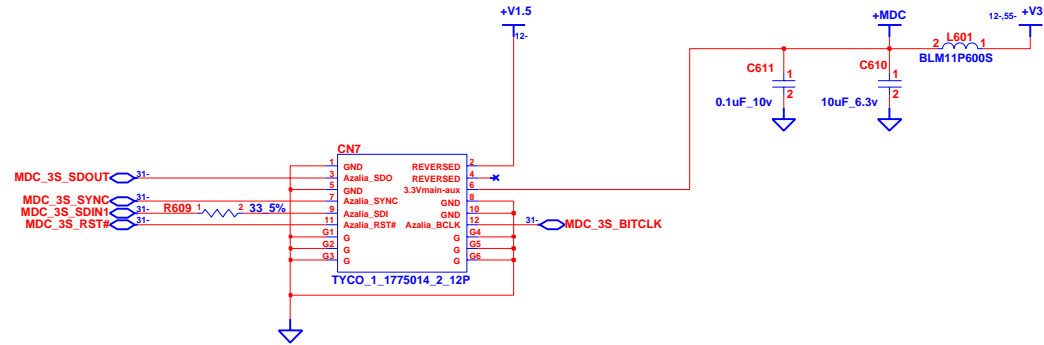 +V1.5
12-
+MDC
12-,55-
+V3
L601
2
1
BLM11P600S
C611
1
2
0.1uF_10v
C610
1
2
10uF_6.3v
CN7
1 GND REVERSED 2
MDC_3S_SDOUT 31- 3 Azalia_SDO REVERSED 4
5 GND 3.3Vmain-aux 6
MDC_3S_SYNC 31- 7 Azalia_SYNC GND 8
MDC_3S_SDIN1 31- R609 1 2 33_5% 9 Azalia_SDI GND 10
MDC_3S_RST# 31- 11 Azalia_RST# Azalia_BCLK 12 31- MDC_3S_BITCLK
G1 G G G4
G2 G G G5
G3 G G G6
TYCO_1_1775014_2_12P